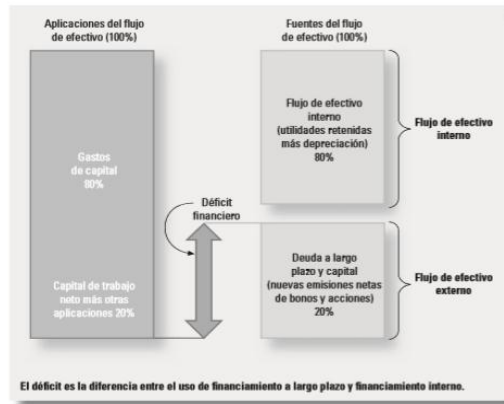 Aplicaciones del flujo
de efectivo (100%)
Fuentes del flujo
de efectivo (100%)
Gastos
de capital
80%
Capital de trabajo
neto más otras
aplicaciones 20%
Déficit
financiero
Flujo de efectivo
interno
(utilidades retenidas
más depreciación)
80%
Flujo de efectivo
interno
Deuda a largo
plazo y capital
(nuevas emisiones netas
de bonos y acciones)
20%
Flujo de efectivo
externo
El déficit es la diferencia entre el uso de financiamiento a largo plazo y financiamiento interno.